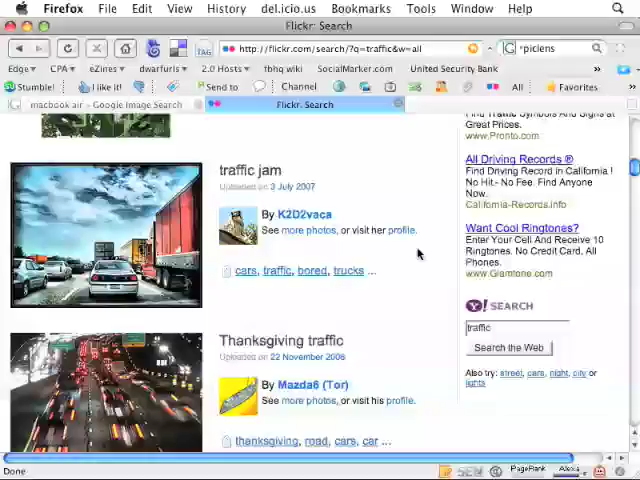 Firefox File Edit View History del.icio.us Bookmarks Tools Window Help
Flickr: Search
TAG http://flickr.com/search/?q=traffic&w=all *piclens
Edge CPA eZines dwarfurls 2.0 Hosts fbhq wiki SocialMarker.com United Security Bank
Stumble! I like it! Send to Channel All Favorites
macbook air - Google Image Search
Flickr: Search
traffic jam
Uploaded on 3 July 2007
By K2D2vaca
See more photos, or visit her profile.
cars, traffic, bored, trucks ...
Thanksgiving traffic
Uploaded on 22 November 2006
By Mazda6 (Tor)
See more photos, or visit his profile.
thanksgiving, road, cars, car ...
Find Traffic Symbols And Signs at
Great Prices.
www.Pronto.com
All Driving Records ®
Find Driving Record in California !
No Hit - No Fee. Find Anyone
Now.
California-Records.info
Want Cool Ringtones?
Enter Your Cell And Receive 10
Ringtones. No Credit Card. All
Phones.
www.Glamtone.com
Y! SEARCH
traffic
Search the Web
Also try: street, cars, night, city or
lights
Done
SEM PageRank Alexa